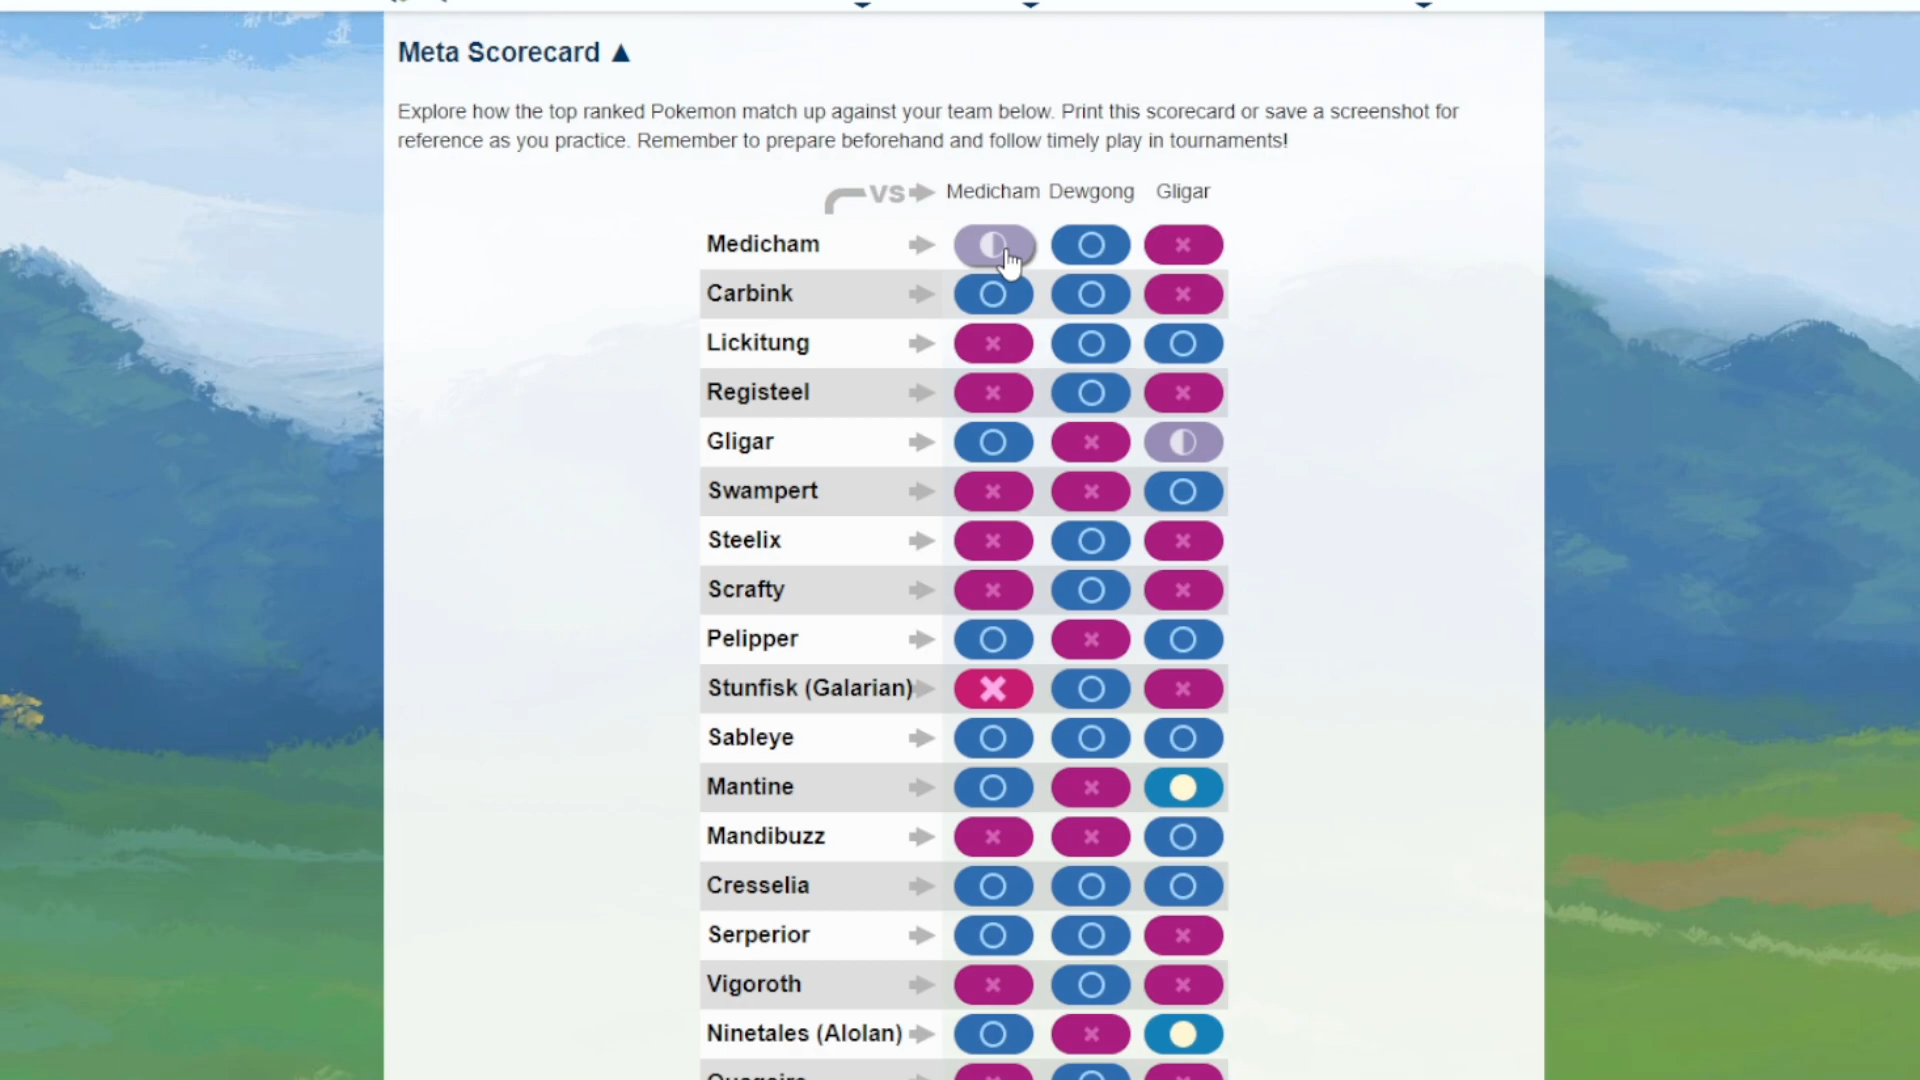 Meta Scorecard ▲
Explore how the top ranked Pokemon match up against your team below. Print this scorecard or save a screenshot for
reference as you practice. Remember to prepare beforehand and follow timely play in tournaments!
VS Medicham Dewgong Gligar
Medicham
Carbink
Lickitung
Registeel
Gligar
Swampert
Steelix
Scrafty
Pelipper
Stunfisk (Galarian)
Sableye
Mantine
Mandibuzz
Cresselia
Serperior
Vigoroth
Ninetales (Alolan)